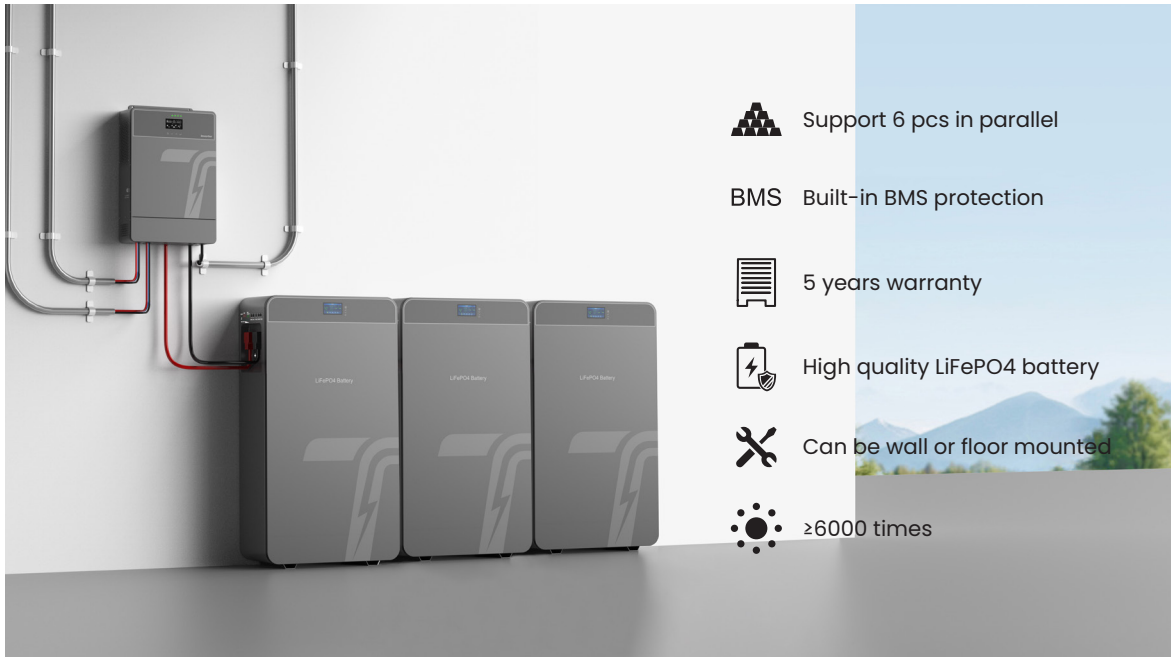 Support 6 pcs in parallel
BMS Built-in BMS protection
5 years warranty
High quality LiFePO4 battery
Can be wall or floor mounted
≥6000 times
LiFePO4 Battery
LiFePO4 Battery
LiFePO4 Battery